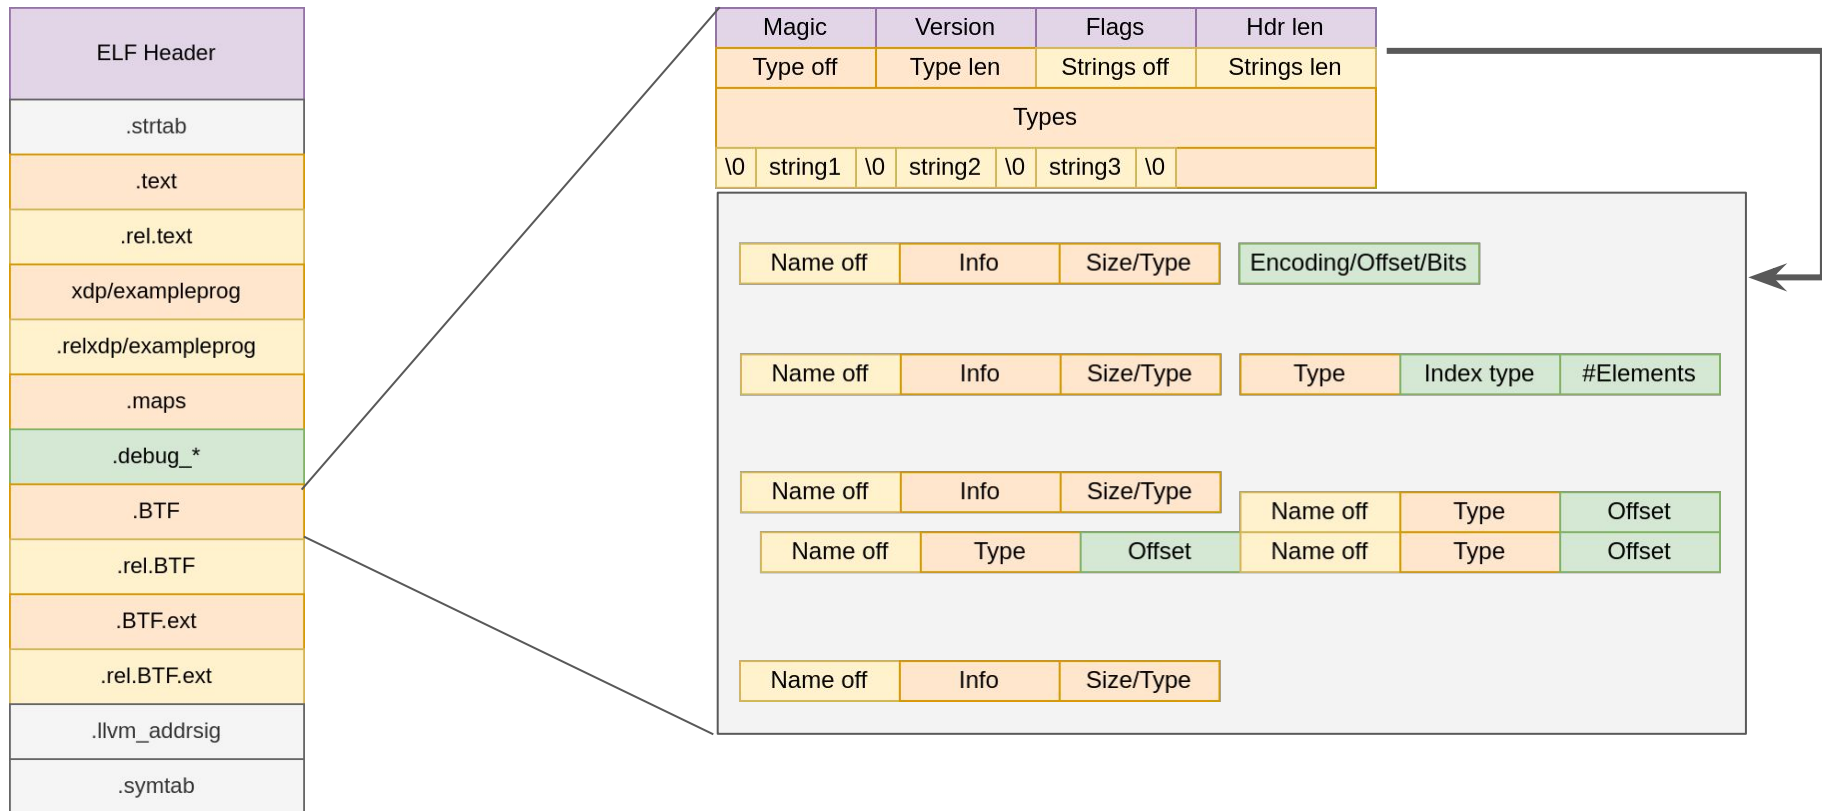 ELF Header
.strtab
.text
.rel.text
xdp/exampleprog
.relxdp/exampleprog
.maps
.debug_*
.BTF
.rel.BTF
.BTF.ext
.rel.BTF.ext
.llvm_addrsig
.symtab
Magic Version Flags Hdr len
Type off Type len Strings off Strings len
Types
\0 string1 \0 string2 \0 string3 \0
Name off Info Size/Type Encoding/Offset/Bits
Name off Info Size/Type Type Index type #Elements
Name off Info Size/Type
Name off Type Offset
Name off Type Offset Name off Type Offset
Name off Info Size/Type